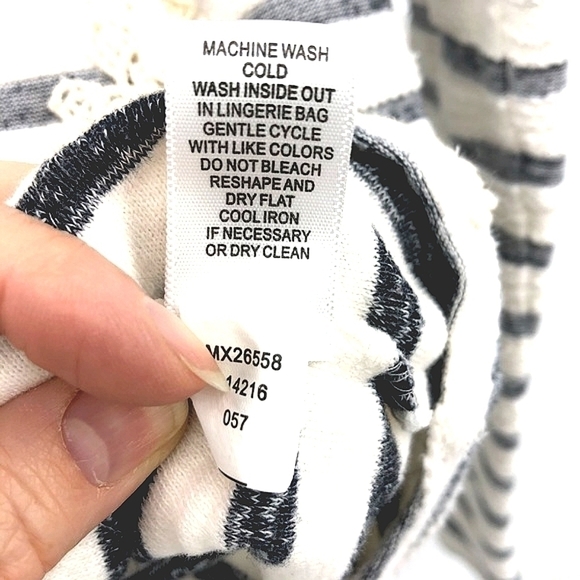 MACHINE WASH
COLD
WASH INSIDE OUT
IN LINGERIE BAG
GENTLE CYCLE
WITH LIKE COLORS
DO NOT BLEACH
RESHAPE AND
DRY FLAT
COOL IRON
IF NECESSARY
OR DRY CLEAN
MX26558
14216
057